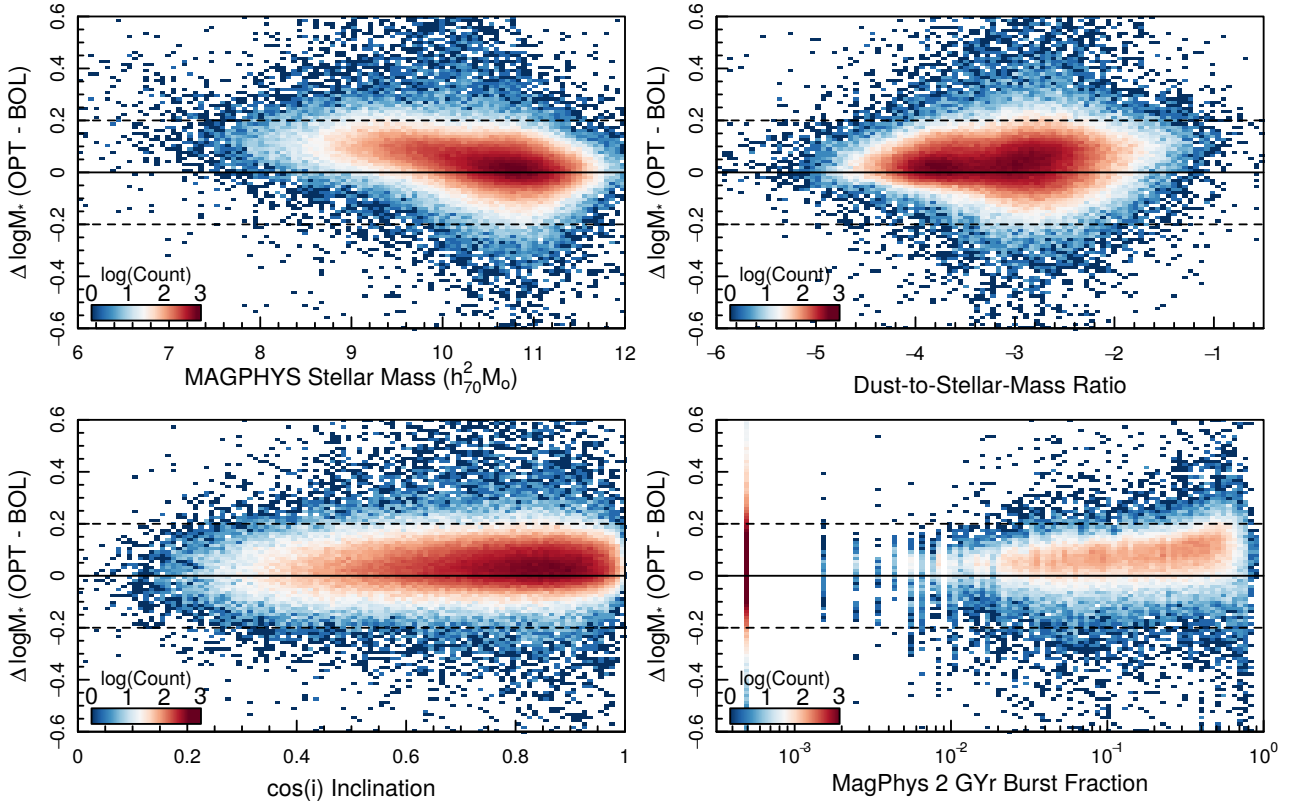 Δ logM* (OPT - BOL)
-0.6 -0.4 -0.2 0 0.2 0.4 0.6
log(Count)
0 1 2 3
6 7 8 9 10 11 12
MAGPHYS Stellar Mass (h²₇₀Mₒ)
Δ logM* (OPT - BOL)
-0.6 -0.4 -0.2 0 0.2 0.4 0.6
log(Count)
0 1 2 3
−6 −5 −4 −3 −2 −1
Dust-to-Stellar-Mass Ratio
Δ logM* (OPT - BOL)
-0.6 -0.4 -0.2 0 0.2 0.4 0.6
log(Count)
0 1 2 3
0 0.2 0.4 0.6 0.8 1
cos(i) Inclination
Δ logM* (OPT - BOL)
-0.6 -0.4 -0.2 0 0.2 0.4 0.6
log(Count)
0 1 2 3
10⁻³ 10⁻² 10⁻¹ 10⁰
MagPhys 2 GYr Burst Fraction